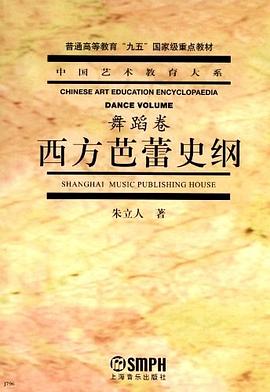 普通高等教育“九五”国家级重点教材
中国艺术教育大系
CHINESE ART EDUCATION ENCYCLOPAEDIA
DANCE VOLUME
舞蹈卷
西方芭蕾史纲
SHANGHAI MUSIC PUBLISHING HOUSE
朱立人 著
J796
SMPH
上海音乐出版社